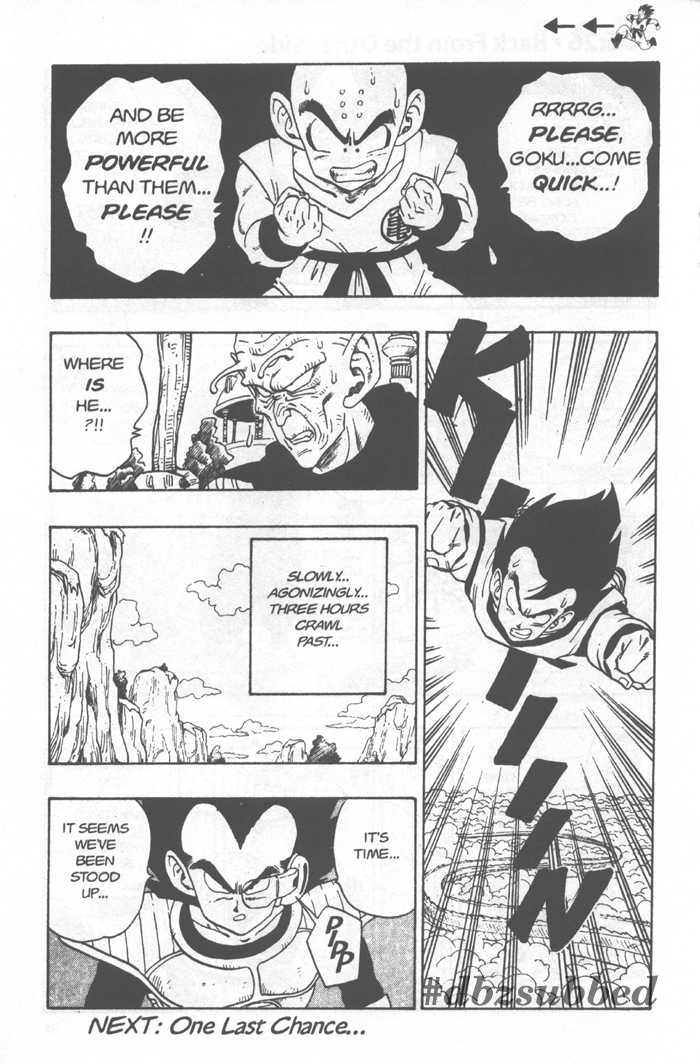 RRRRG...
PLEASE,
GOKU...COME
QUICK...!
AND BE
MORE
POWERFUL
THAN THEM...
PLEASE
!!
KIIIIIN
WHERE
IS
HE...
?!!
SLOWLY...
AGONIZINGLY...
THREE HOURS
CRAWL
PAST...
IT'S
TIME...
PIPP
IT SEEMS
WE'VE
BEEN
STOOD
UP...
#dbzsubbed
NEXT: One Last Chance...